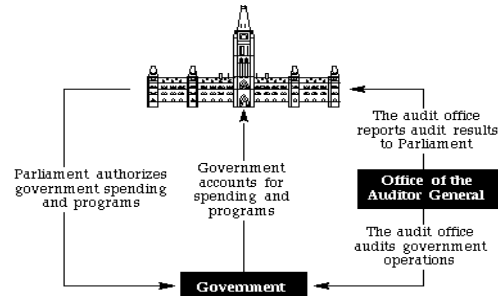 Parliament authorizes
government spending
and programs
Government
accounts for
spending and
programs
The audit office
reports audit results
to Parliament
Office of the
Auditor General
The audit office
audits government
operations
Government